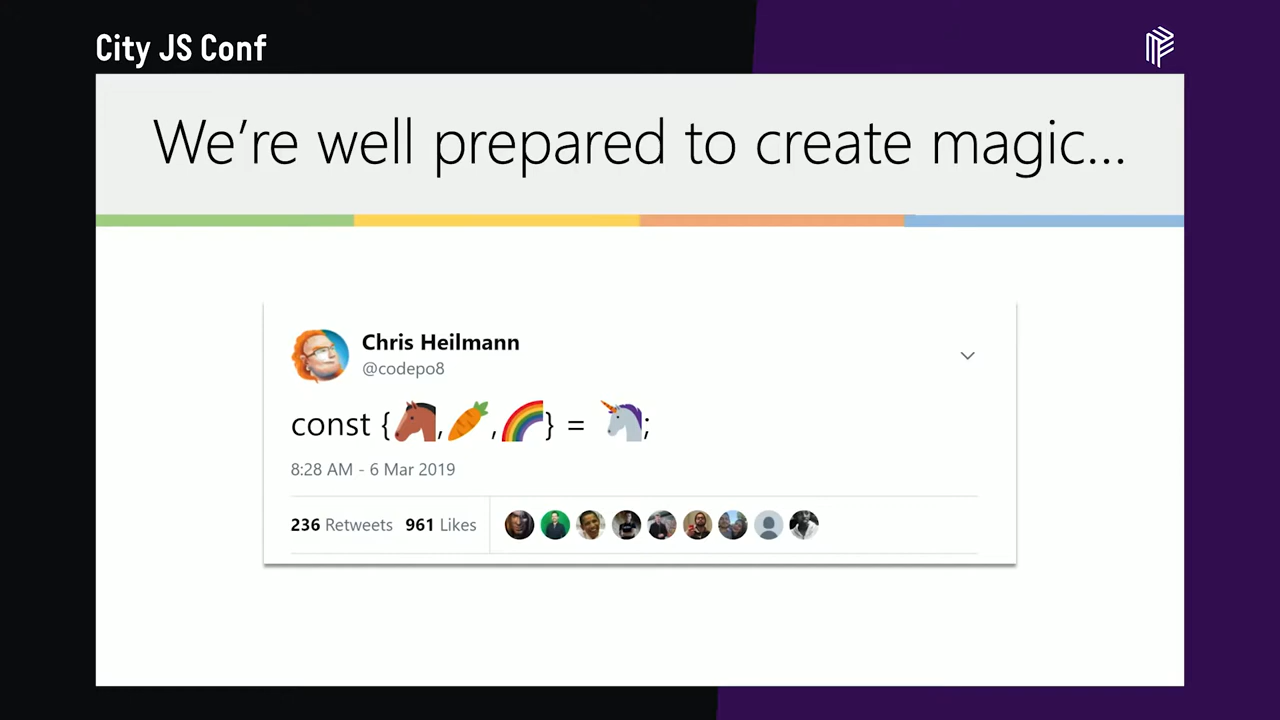 City JS Conf
We’re well prepared to create magic...
Chris Heilmann
@codepo8
const {🐴,🥕,🌈} = 🦄;
8:28 AM - 6 Mar 2019
236 Retweets 961 Likes